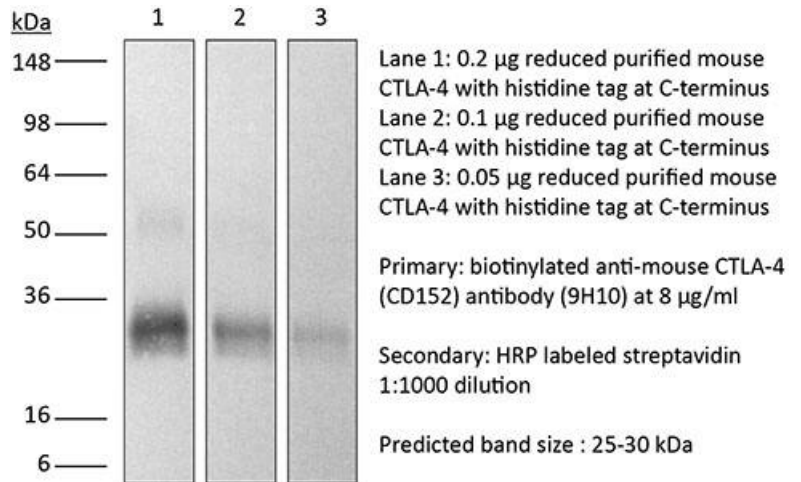 kDa
1 2 3
148
98
64
50
36
16
6
Lane 1: 0.2 µg reduced purified mouse
CTLA-4 with histidine tag at C-terminus
Lane 2: 0.1 µg reduced purified mouse
CTLA-4 with histidine tag at C-terminus
Lane 3: 0.05 µg reduced purified mouse
CTLA-4 with histidine tag at C-terminus
Primary: biotinylated anti-mouse CTLA-4
(CD152) antibody (9H10) at 8 µg/ml
Secondary: HRP labeled streptavidin
1:1000 dilution
Predicted band size : 25-30 kDa